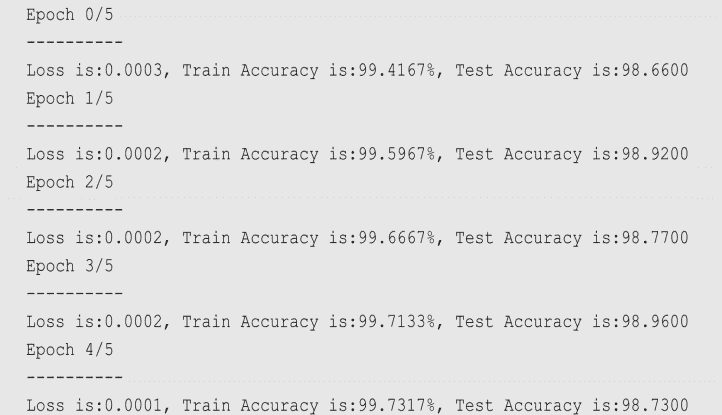 Epoch 0/5
----------
Loss is:0.0003, Train Accuracy is:99.4167%, Test Accuracy is:98.6600
Epoch 1/5
----------
Loss is:0.0002, Train Accuracy is:99.5967%, Test Accuracy is:98.9200
Epoch 2/5
----------
Loss is:0.0002, Train Accuracy is:99.6667%, Test Accuracy is:98.7700
Epoch 3/5
----------
Loss is:0.0002, Train Accuracy is:99.7133%, Test Accuracy is:98.9600
Epoch 4/5
----------
Loss is:0.0001, Train Accuracy is:99.7317%, Test Accuracy is:98.7300